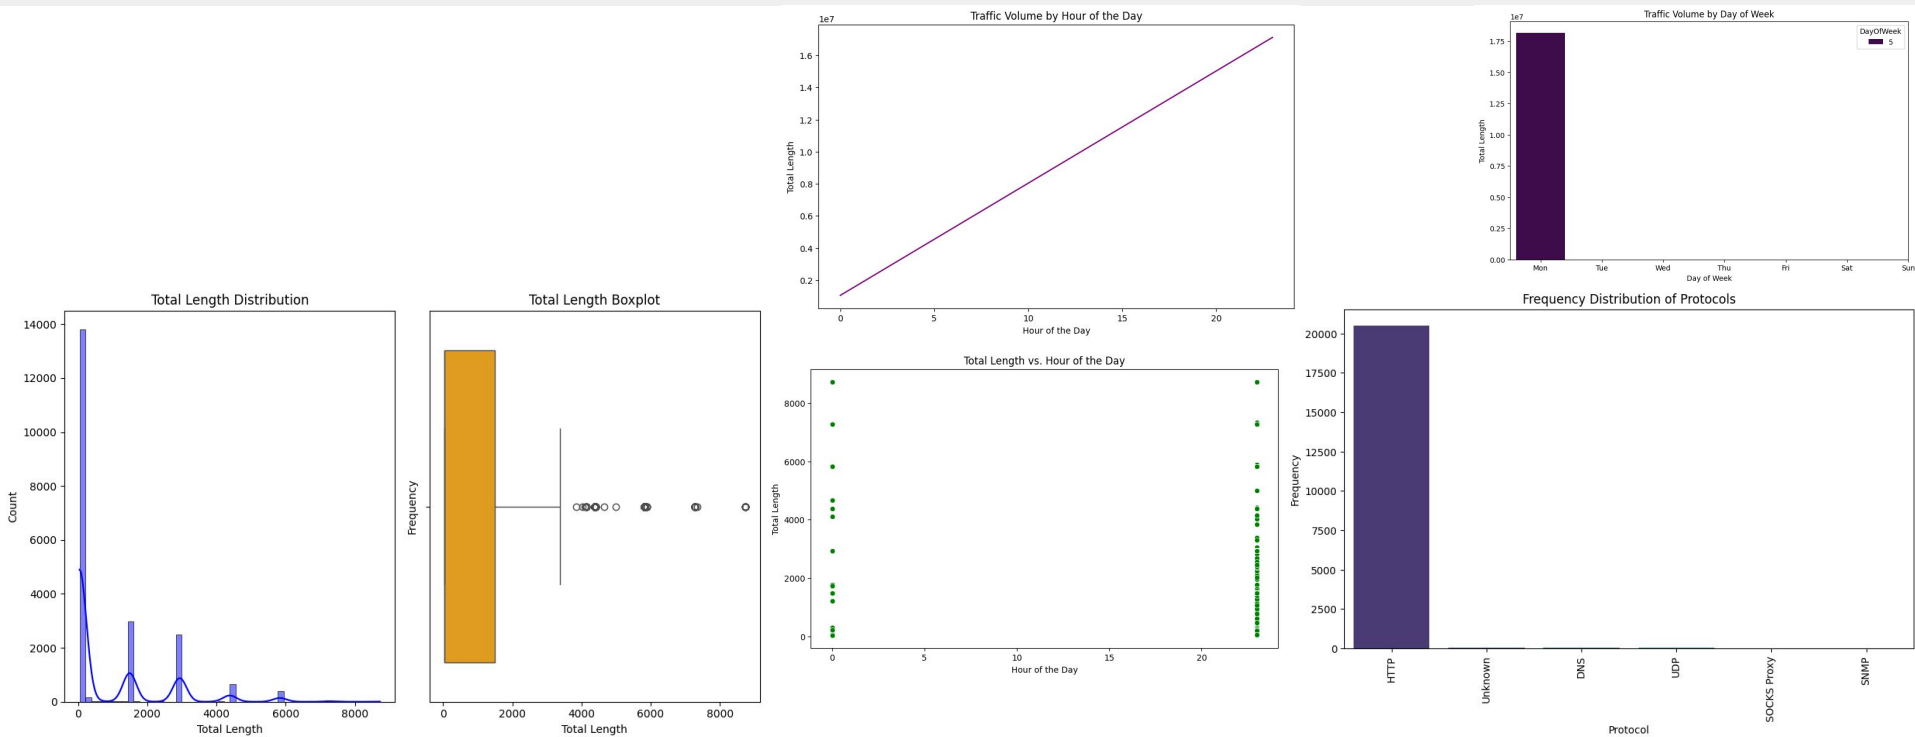 Traffic Volume by Hour of the Day
1e7
1.6
1.4
1.2
1.0
0.8
0.6
0.4
0.2
Total Length
0 5 10 15 20
Hour of the Day
Traffic Volume by Day of Week
1e7
DayOfWeek
5
1.75
1.50
1.25
1.00
0.75
0.50
0.25
0.00
Total Length
Mon Tue Wed Thu Fri Sat Sun
Day of Week
Total Length Distribution
14000
12000
10000
8000
6000
4000
2000
0
Count
0 2000 4000 6000 8000
Total Length
Total Length Boxplot
Frequency
0 2000 4000 6000 8000
Total Length
Total Length vs. Hour of the Day
8000
6000
4000
2000
0
Total Length
0 5 10 15 20
Hour of the Day
Frequency Distribution of Protocols
20000
17500
15000
12500
10000
7500
5000
2500
0
Frequency
HTTP
Unknown
DNS
UDP
SOCKS Proxy
SNMP
Protocol